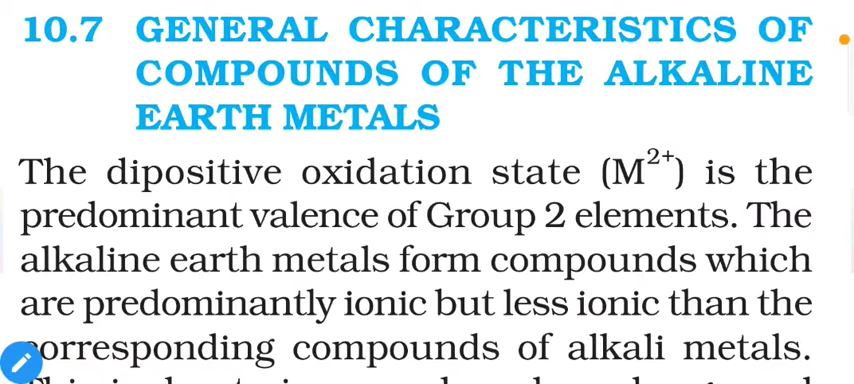 10.7 GENERAL CHARACTERISTICS OF
COMPOUNDS OF THE ALKALINE
EARTH METALS
The dipositive oxidation state (M²⁺) is the
predominant valence of Group 2 elements. The
alkaline earth metals form compounds which
are predominantly ionic but less ionic than the
corresponding compounds of alkali metals.